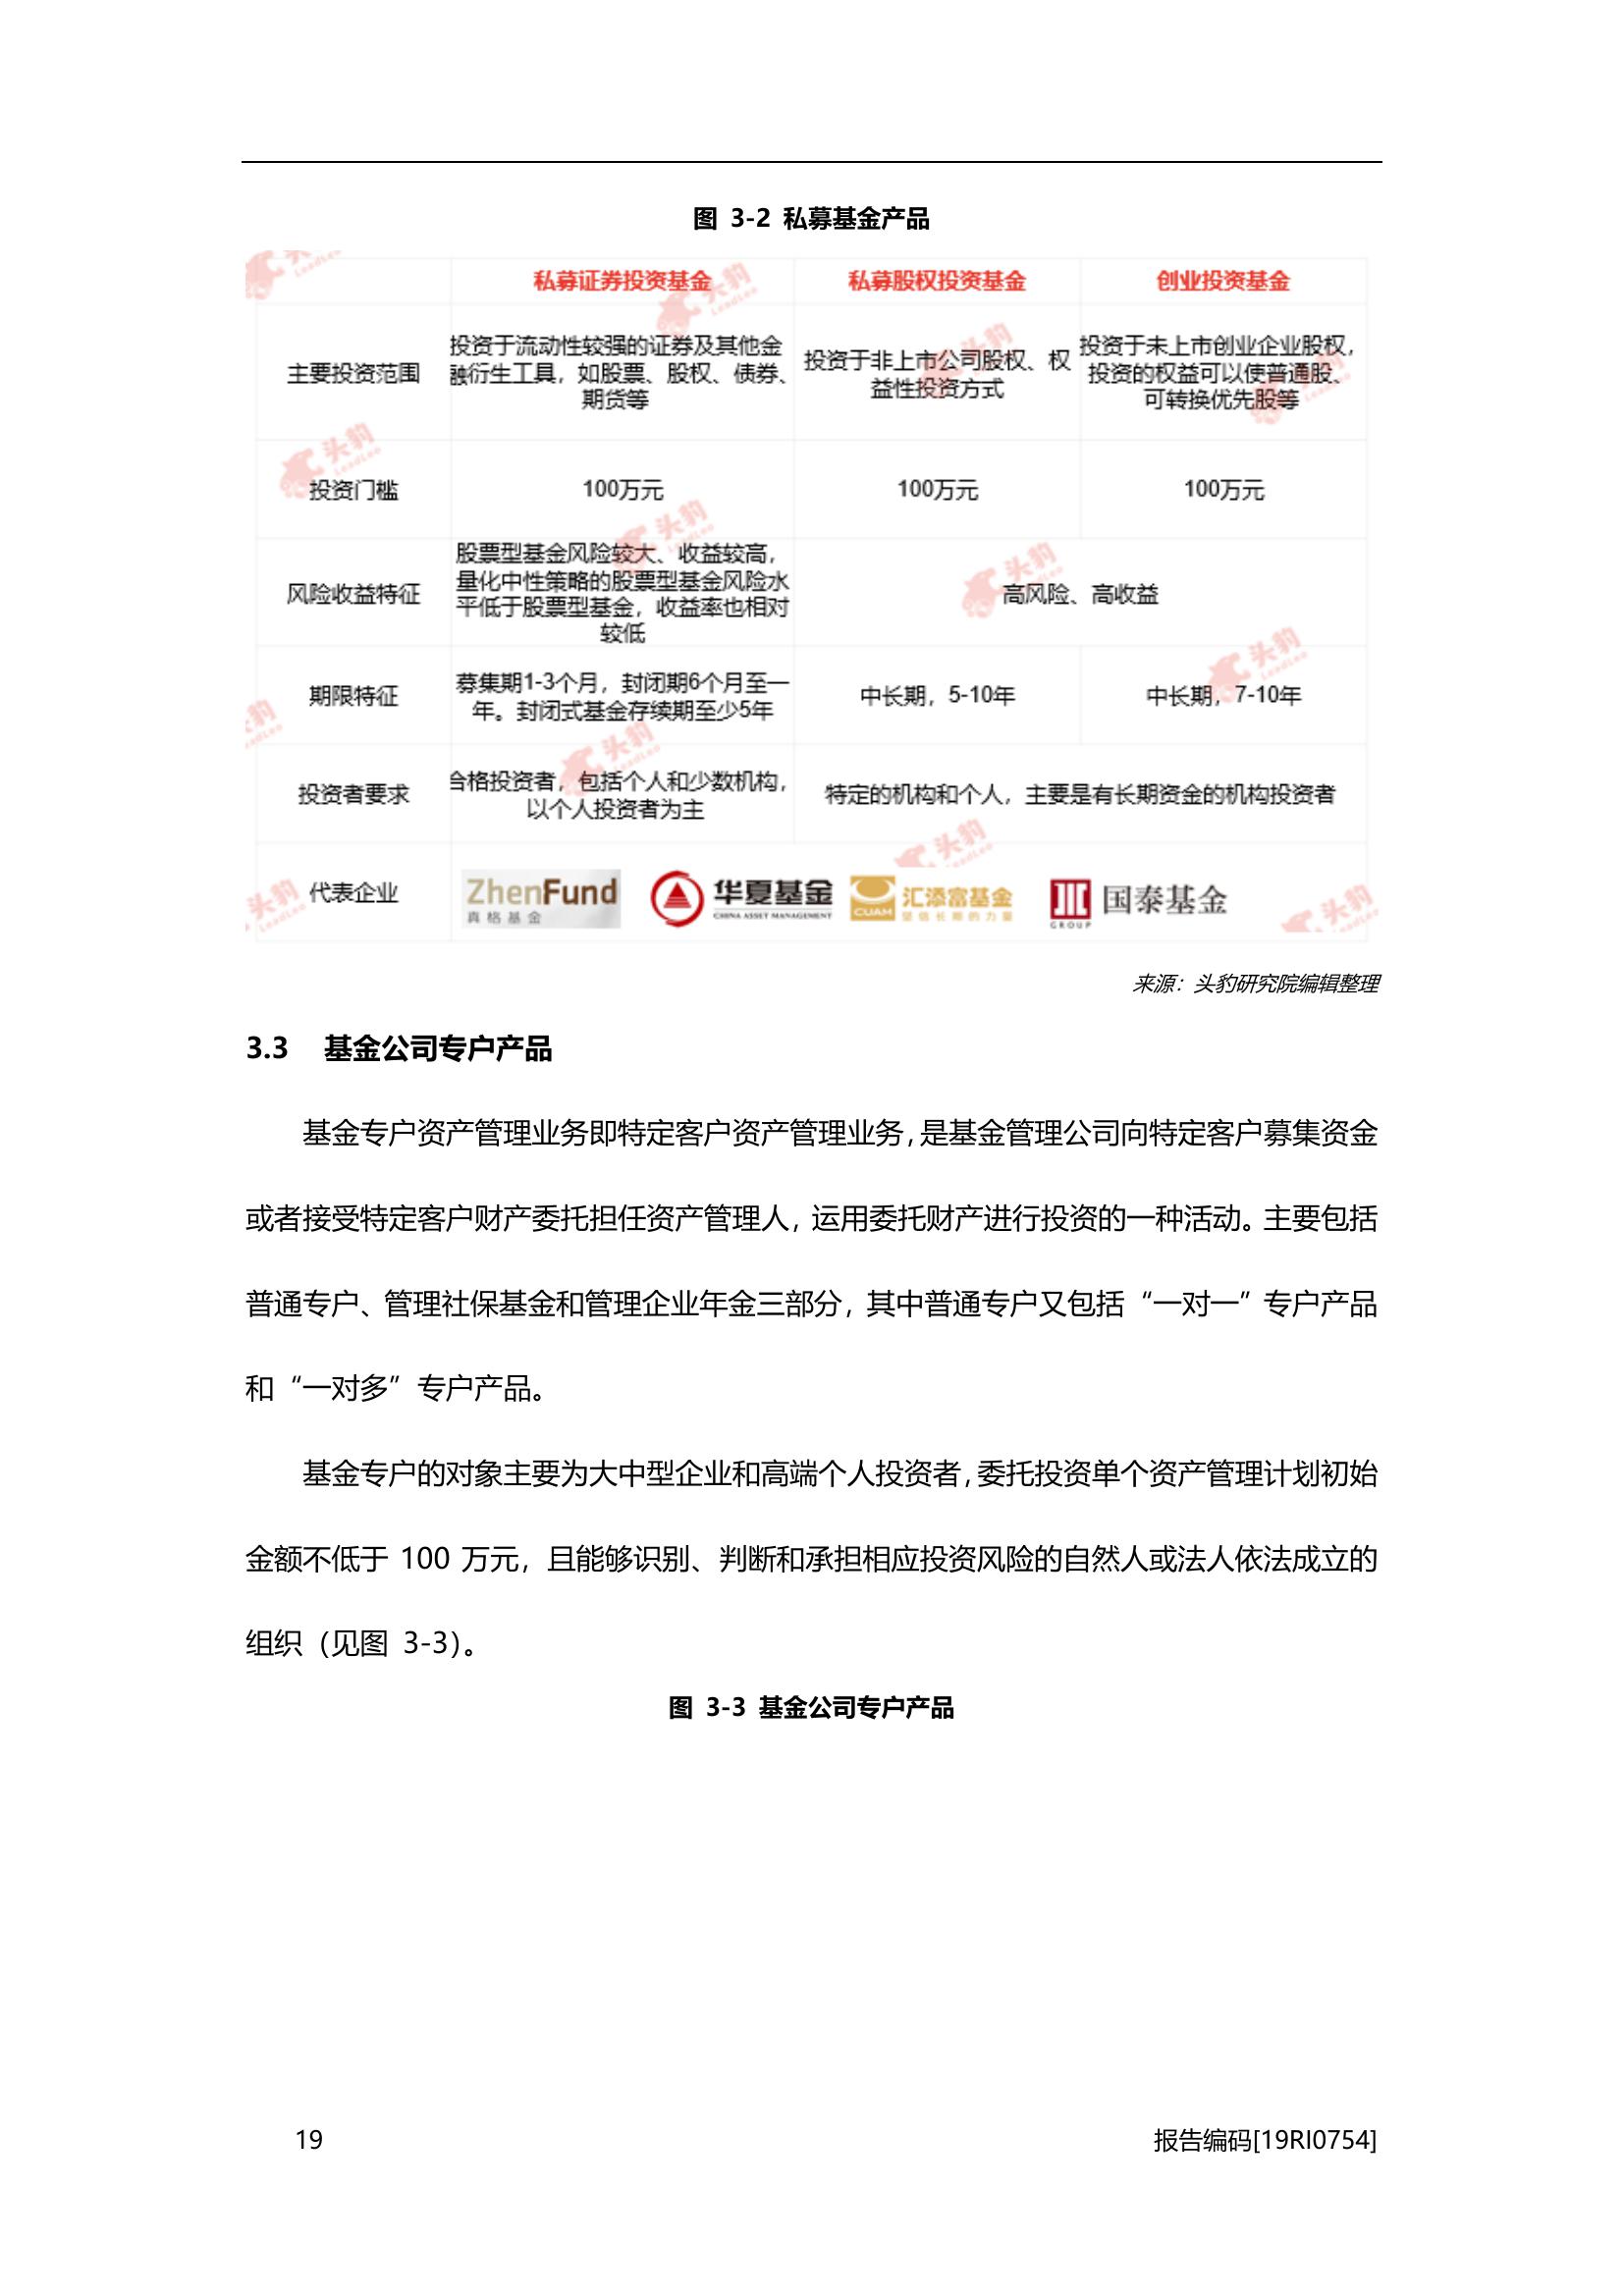 图 3-2 私募基金产品
私募证券投资基金 私募股权投资基金 创业投资基金
主要投资范围
投资于流动性较强的证券及其他金
融衍生工具，如股票、股权、债券、
期货等
投资于非上市公司股权、权
益性投资方式
投资于未上市创业企业股权，
投资的权益可以使普通股、
可转换优先股等
投资门槛 100万元 100万元 100万元
风险收益特征
股票型基金风险较大、收益较高，
量化中性策略的股票型基金风险水
平低于股票型基金，收益率也相对
较低
高风险、高收益
期限特征
募集期1-3个月，封闭期6个月至一
年。封闭式基金存续期至少5年
中长期，5-10年 中长期，7-10年
投资者要求
合格投资者，包括个人和少数机构，
以个人投资者为主
特定的机构和个人，主要是有长期资金的机构投资者
代表企业
ZhenFund
真格基金
华夏基金
CHINA ASSET MANAGEMENT
CUAM
汇添富基金
坚信长期的力量
GROUP
国泰基金
头豹
LeadLeo
来源：头豹研究院编辑整理
3.3 基金公司专户产品
基金专户资产管理业务即特定客户资产管理业务，是基金管理公司向特定客户募集资金
或者接受特定客户财产委托担任资产管理人，运用委托财产进行投资的一种活动。主要包括
普通专户、管理社保基金和管理企业年金三部分，其中普通专户又包括“一对一”专户产品
和“一对多”专户产品。
基金专户的对象主要为大中型企业和高端个人投资者，委托投资单个资产管理计划初始
金额不低于 100 万元，且能够识别、判断和承担相应投资风险的自然人或法人依法成立的
组织（见图 3-3）。
图 3-3 基金公司专户产品
19 报告编码[19RI0754]